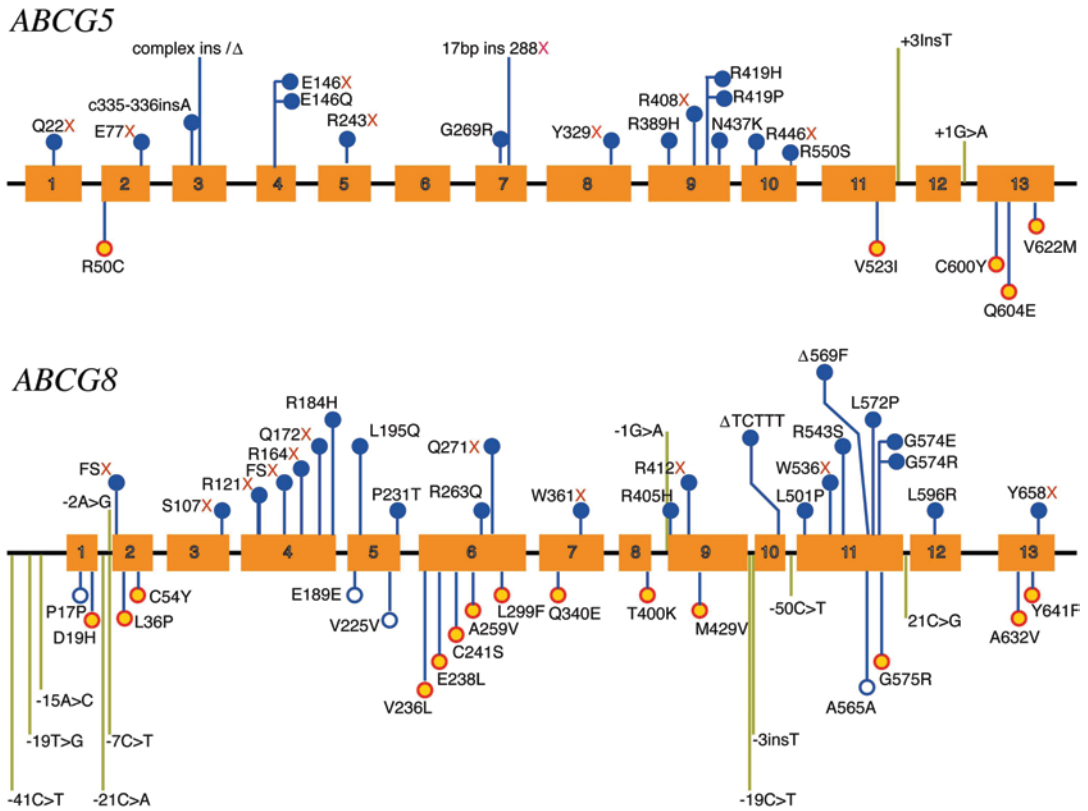 ABCG5
complex ins /Δ
17bp ins 288X
+3InsT
c335-336insA
E146X
E146Q
R419H
R419P
Q22X
E77X
R243X
G269R
Y329X
R408X
R389H
N437K
R446X
R550S
+1G>A
1 2 3 4 5 6 7 8 9 10 11 12 13
R50C
V523I
C600Y
V622M
Q604E
ABCG8
Δ569F
R184H
L572P
-1G>A
ΔTCTTT
Q172X
L195Q
Q271X
R543S
G574E
G574R
FSX
R164X
FSX
R412X
W536X
R121X
-2A>G
S107X
P231T
R263Q
W361X
R405H
L501P
L596R
Y658X
1 2 3 4 5 6 7 8 9 10 11 12 13
P17P
D19H
C54Y
L36P
E189E
V225V
L299F
A259V
C241S
E238L
V236L
Q340E
T400K
M429V
-50C>T
21C>G
Y641F
A632V
G575R
A565A
-15A>C
-19T>G
-7C>T
-3insT
-41C>T
-21C>A
-19C>T